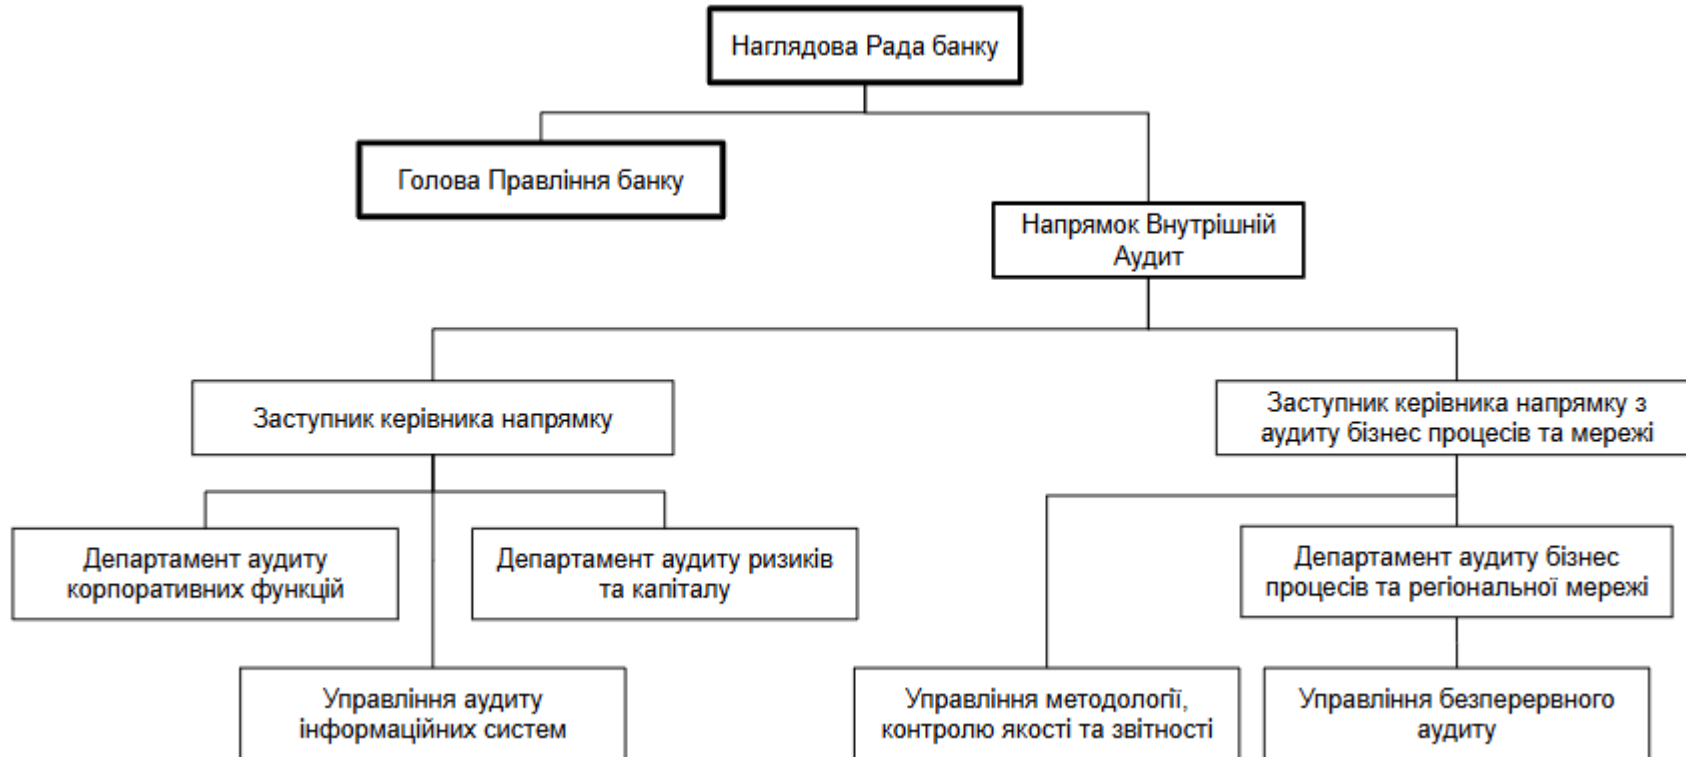 Наглядова Рада банку
Голова Правління банку
Напрямок Внутрішній
Аудит
Заступник керівника напрямку
Заступник керівника напрямку з
аудиту бізнес процесів та мережі
Департамент аудиту
корпоративних функцій
Департамент аудиту ризиків
та капіталу
Департамент аудиту бізнес
процесів та регіональної мережі
Управління аудиту
інформаційних систем
Управління методології,
контролю якості та звітності
Управління безперервного
аудиту